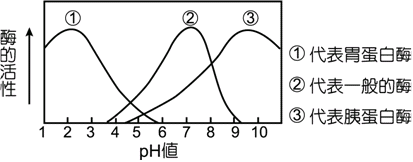 酶的活性
① ② ③
1 2 3 4 5 6 7 8 9 10
pH值
① 代表胃蛋白酶
② 代表一般的酶
③ 代表胰蛋白酶